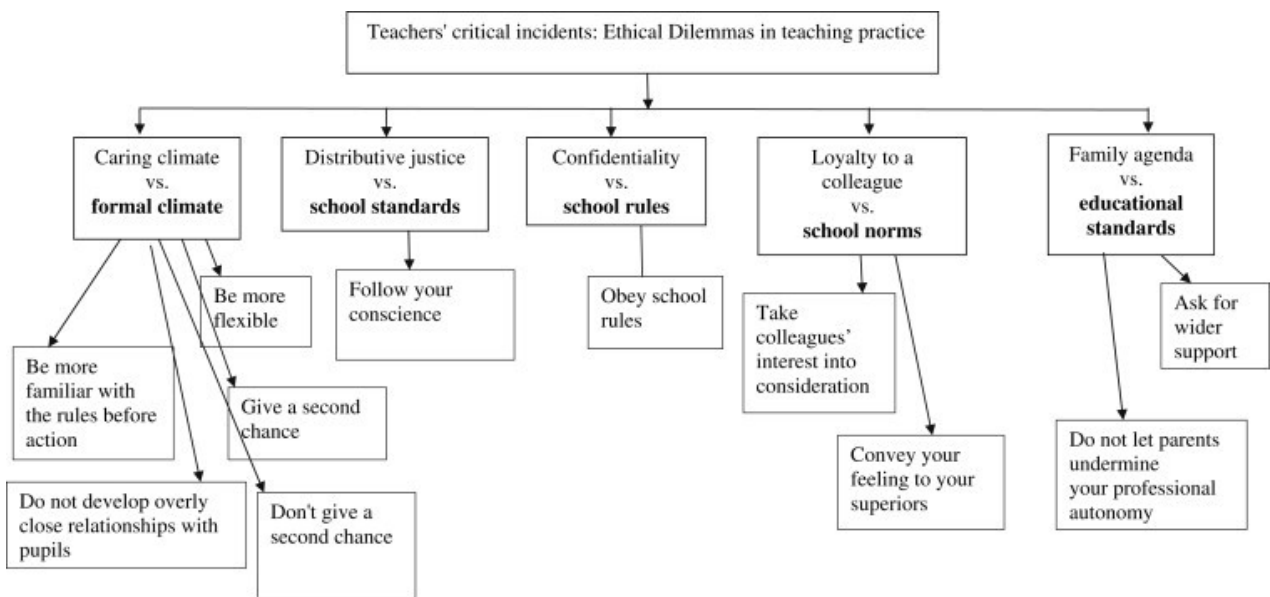 Teachers' critical incidents: Ethical Dilemmas in teaching practice
Caring climate
vs.
formal climate
Distributive justice
vs.
school standards
Confidentiality
vs.
school rules
Loyalty to a
colleague
vs.
school norms
Family agenda
vs.
educational
standards
Be more
familiar with
the rules before
action
Do not develop overly
close relationships with
pupils
Be more
flexible
Give a second
chance
Don't give a
second chance
Follow your
conscience
Obey school
rules
Take
colleagues’
interest into
consideration
Convey your
feeling to your
superiors
Ask for
wider
support
Do not let parents
undermine
your professional
autonomy